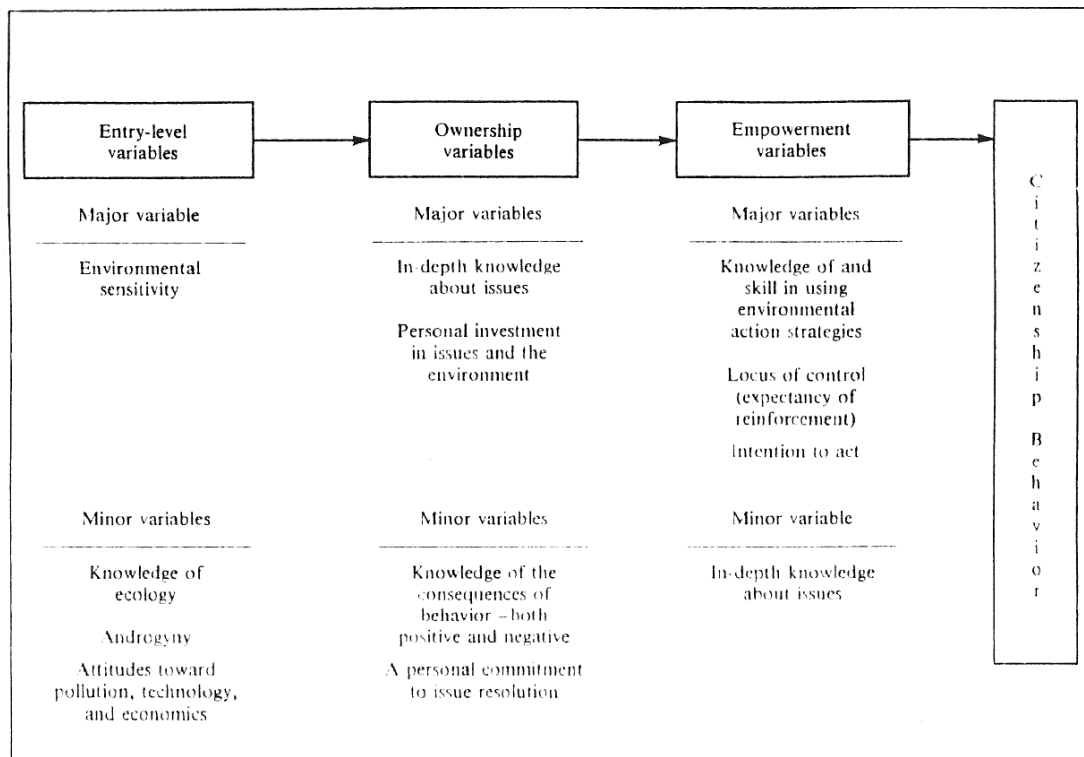 Entry-level
variables
Ownership
variables
Empowerment
variables
Citizenship Behavior
Major variable
Environmental
sensitivity
Major variables
In-depth knowledge
about issues
Personal investment
in issues and the
environment
Major variables
Knowledge of and
skill in using
environmental
action strategies
Locus of control
(expectancy of
reinforcement)
Intention to act
Minor variables
Knowledge of
ecology
Androgyny
Attitudes toward
pollution, technology,
and economics
Minor variables
Knowledge of the
consequences of
behavior –both
positive and negative
A personal commitment
to issue resolution
Minor variable
In-depth knowledge
about issues